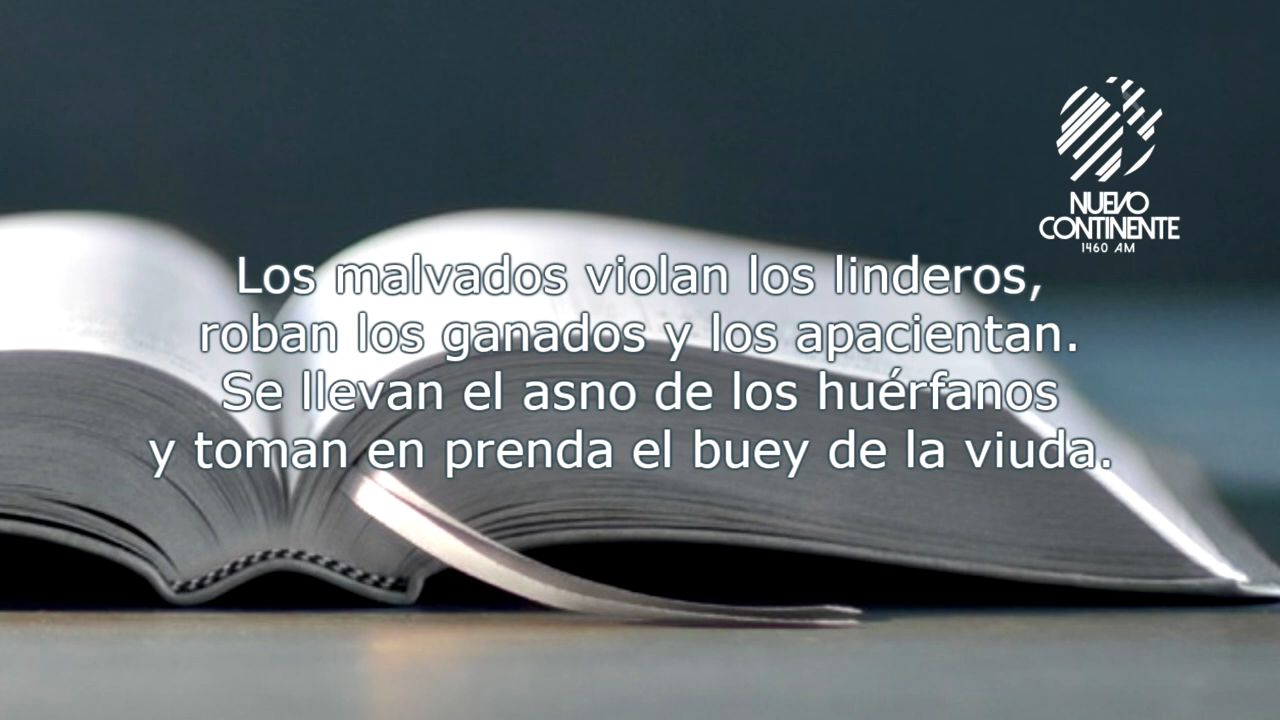 NUEVO
CONTINENTE
1460 AM
Los malvados violan los linderos,
roban los ganados y los apacientan.
Se llevan el asno de los huérfanos
y toman en prenda el buey de la viuda.